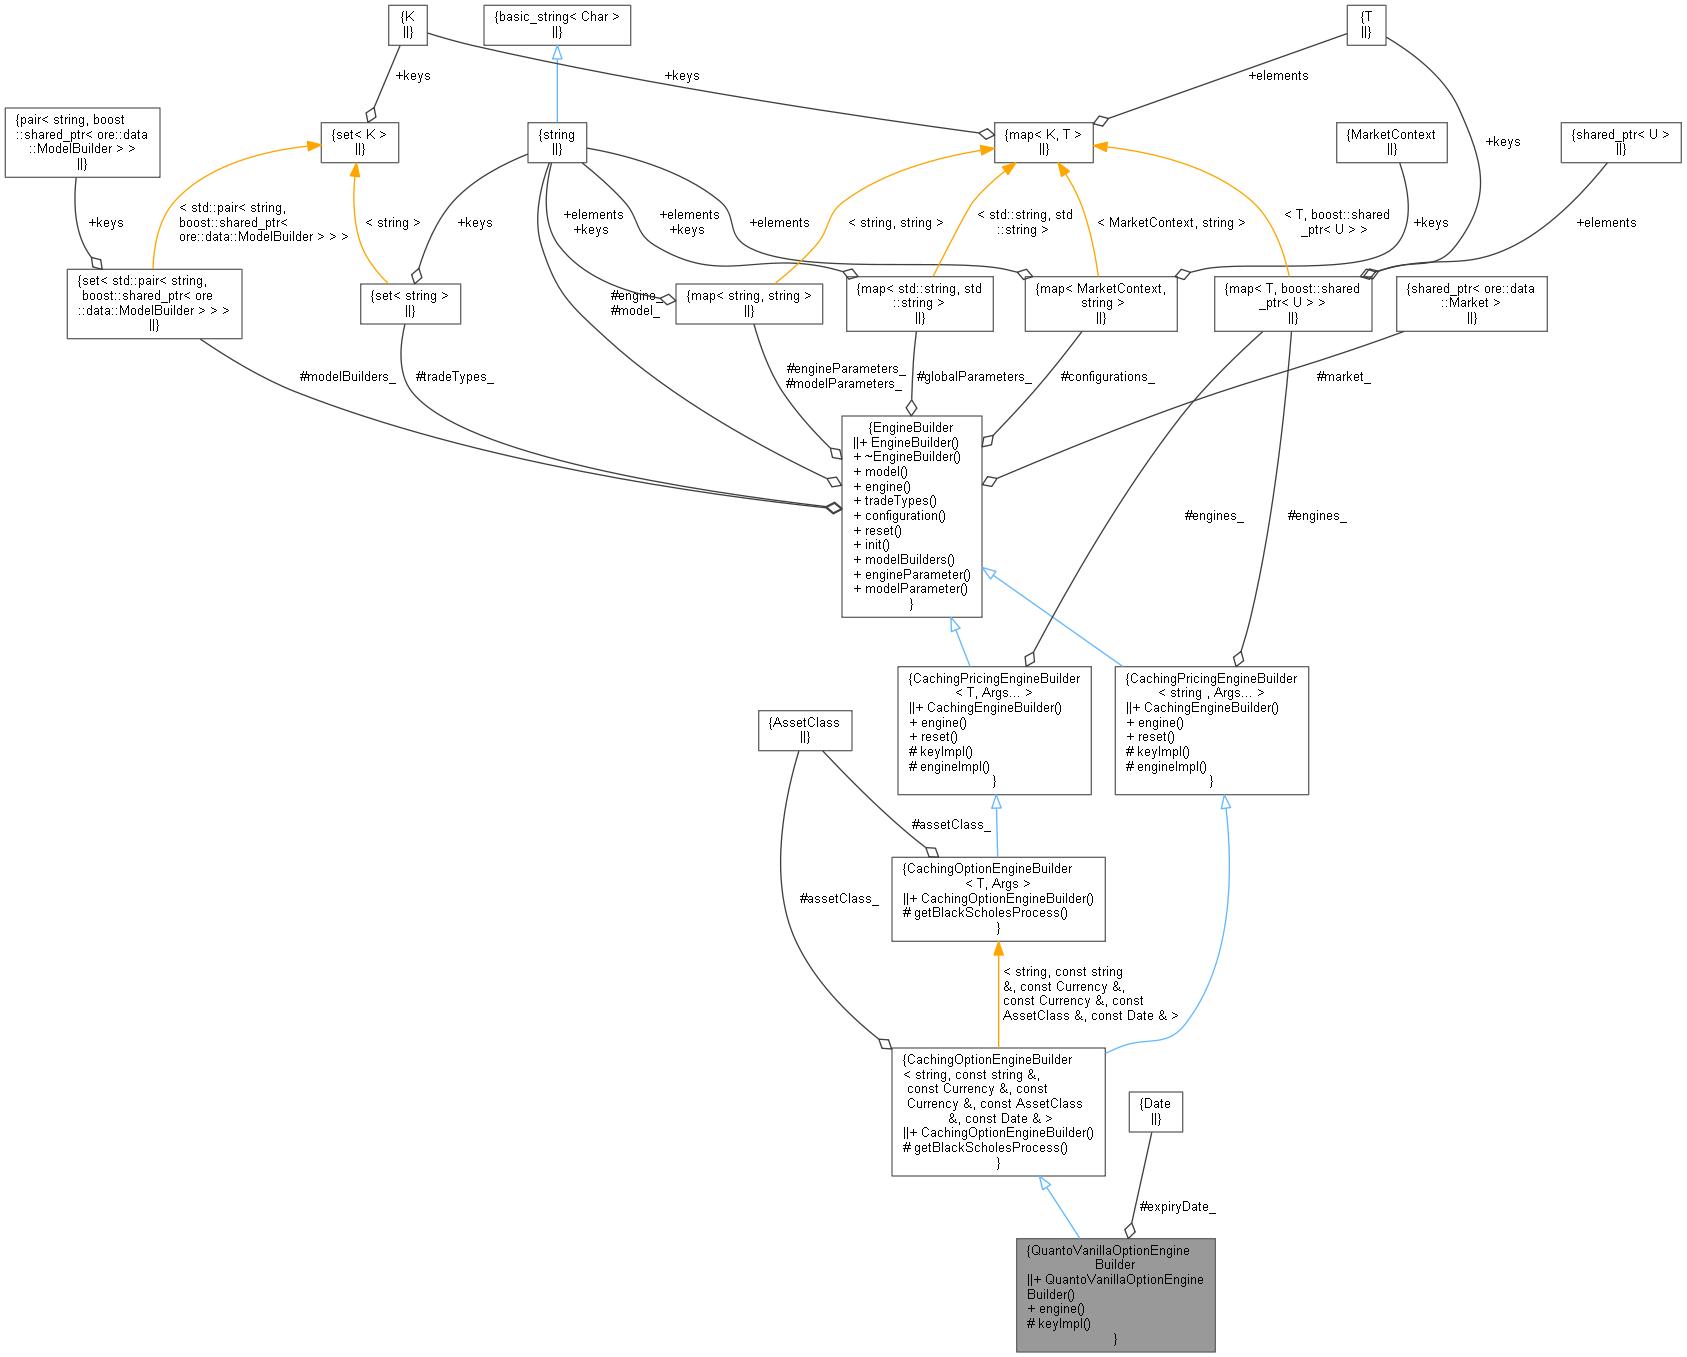 {K
||}
{basic_string< Char >
||}
{T
||}
+keys
+keys
+elements
{pair< string, boost
::shared_ptr< ore::data
::ModelBuilder > >
||}
{set< K >
||}
{string
||}
{map< K, T >
||}
{MarketContext
||}
{shared_ptr< U >
||}
+keys
+keys
< std::pair< string,
boost::shared_ptr<
ore::data::ModelBuilder > > >
< string >
+keys
+elements
+keys
+elements
+keys
+elements
< string, string >
< std::string, std
::string >
< MarketContext, string >
< T, boost::shared
_ptr< U > >
+keys
+elements
{set< std::pair< string,
boost::shared_ptr< ore
::data::ModelBuilder > > >
||}
{set< string >
||}
#engine_
#model_
{map< string, string >
||}
{map< std::string, std
::string >
||}
{map< MarketContext,
string >
||}
{map< T, boost::shared
_ptr< U > >
||}
{shared_ptr< ore::data
::Market >
||}
#modelBuilders_
#tradeTypes_
#engineParameters_
#modelParameters_
#globalParameters_
#configurations_
#market_
{EngineBuilder
||+ EngineBuilder()
+ ~EngineBuilder()
+ model()
+ engine()
+ tradeTypes()
+ configuration()
+ reset()
+ init()
+ modelBuilders()
+ engineParameter()
+ modelParameter()
}
#engines_
#engines_
{CachingPricingEngineBuilder
< T, Args... >
||+ CachingEngineBuilder()
+ engine()
+ reset()
# keyImpl()
# engineImpl()
}
{CachingPricingEngineBuilder
< string , Args... >
||+ CachingEngineBuilder()
+ engine()
+ reset()
# keyImpl()
# engineImpl()
}
{AssetClass
||}
#assetClass_
#assetClass_
{CachingOptionEngineBuilder
< T, Args >
||+ CachingOptionEngineBuilder()
# getBlackScholesProcess()
}
< string, const string
&, const Currency &,
const Currency &, const
AssetClass &, const Date & >
{CachingOptionEngineBuilder
< string, const string &,
const Currency &, const
Currency &, const AssetClass
&, const Date & >
||+ CachingOptionEngineBuilder()
# getBlackScholesProcess()
}
{Date
||}
#expiryDate_
{QuantoVanillaOptionEngine
Builder
||+ QuantoVanillaOptionEngine
Builder()
+ engine()
# keyImpl()
}